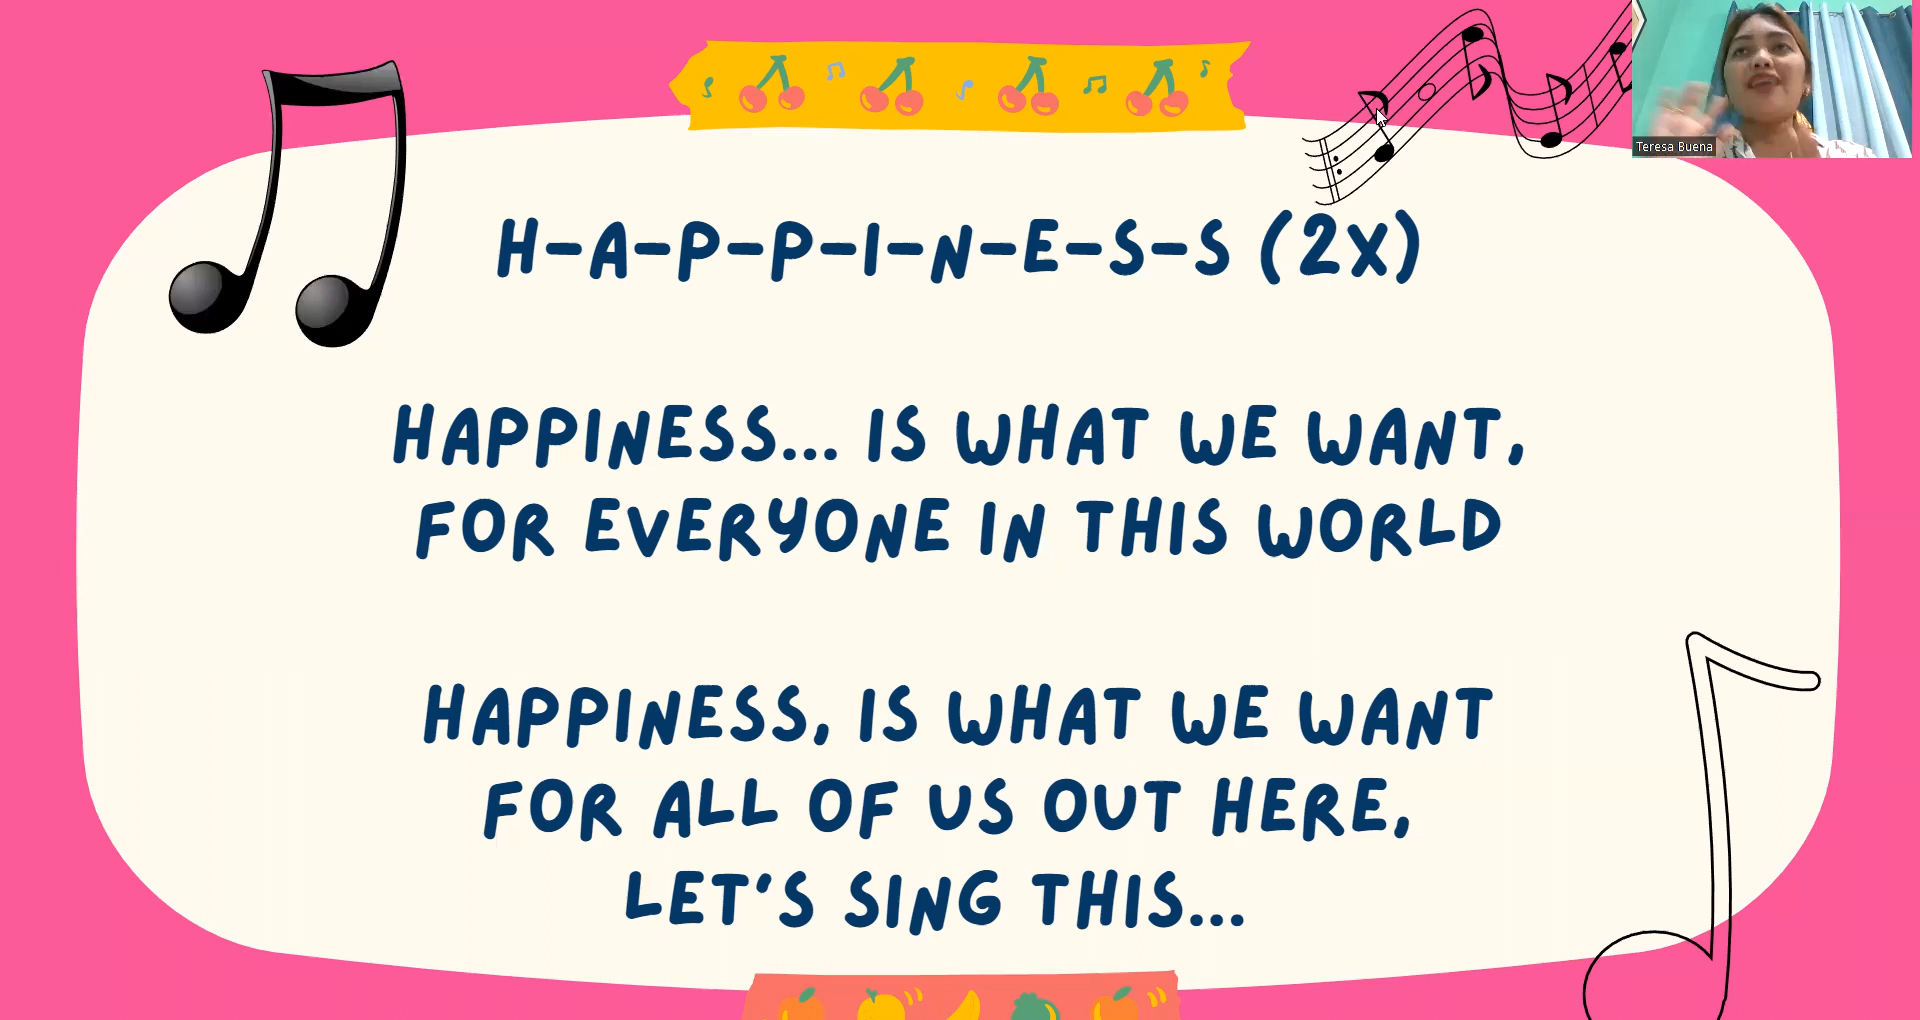 Teresa Buena
H-A-P-P-I-N-E-S-S (2X)
HAPPINESS... IS WHAT WE WANT,
FOR EVERYONE IN THIS WORLD
HAPPINESS, IS WHAT WE WANT
FOR ALL OF US OUT HERE,
LET'S SING THIS...